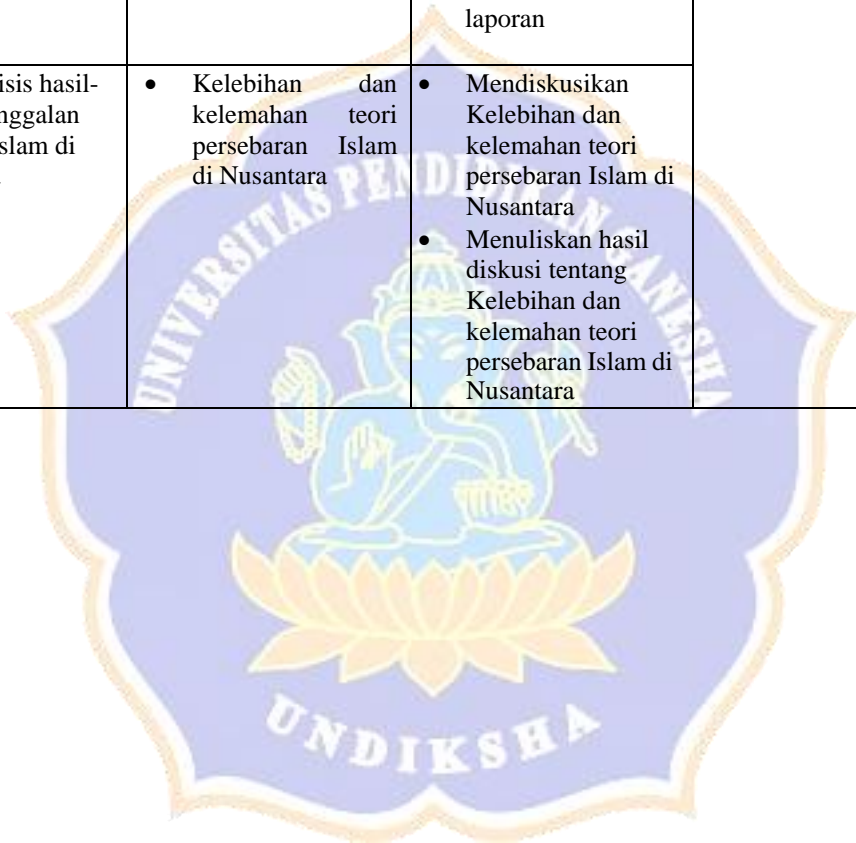 laporan
isis hasil-
nggalan
slam di
• Kelebihan dan
kelemahan teori
persebaran Islam
di Nusantara
• Mendiskusikan
Kelebihan dan
kelemahan teori
persebaran Islam di
Nusantara
• Menuliskan hasil
diskusi tentang
Kelebihan dan
kelemahan teori
persebaran Islam di
Nusantara
UNIVERSITAS PENDIDIKAN GANESHA
UNDIKSHA